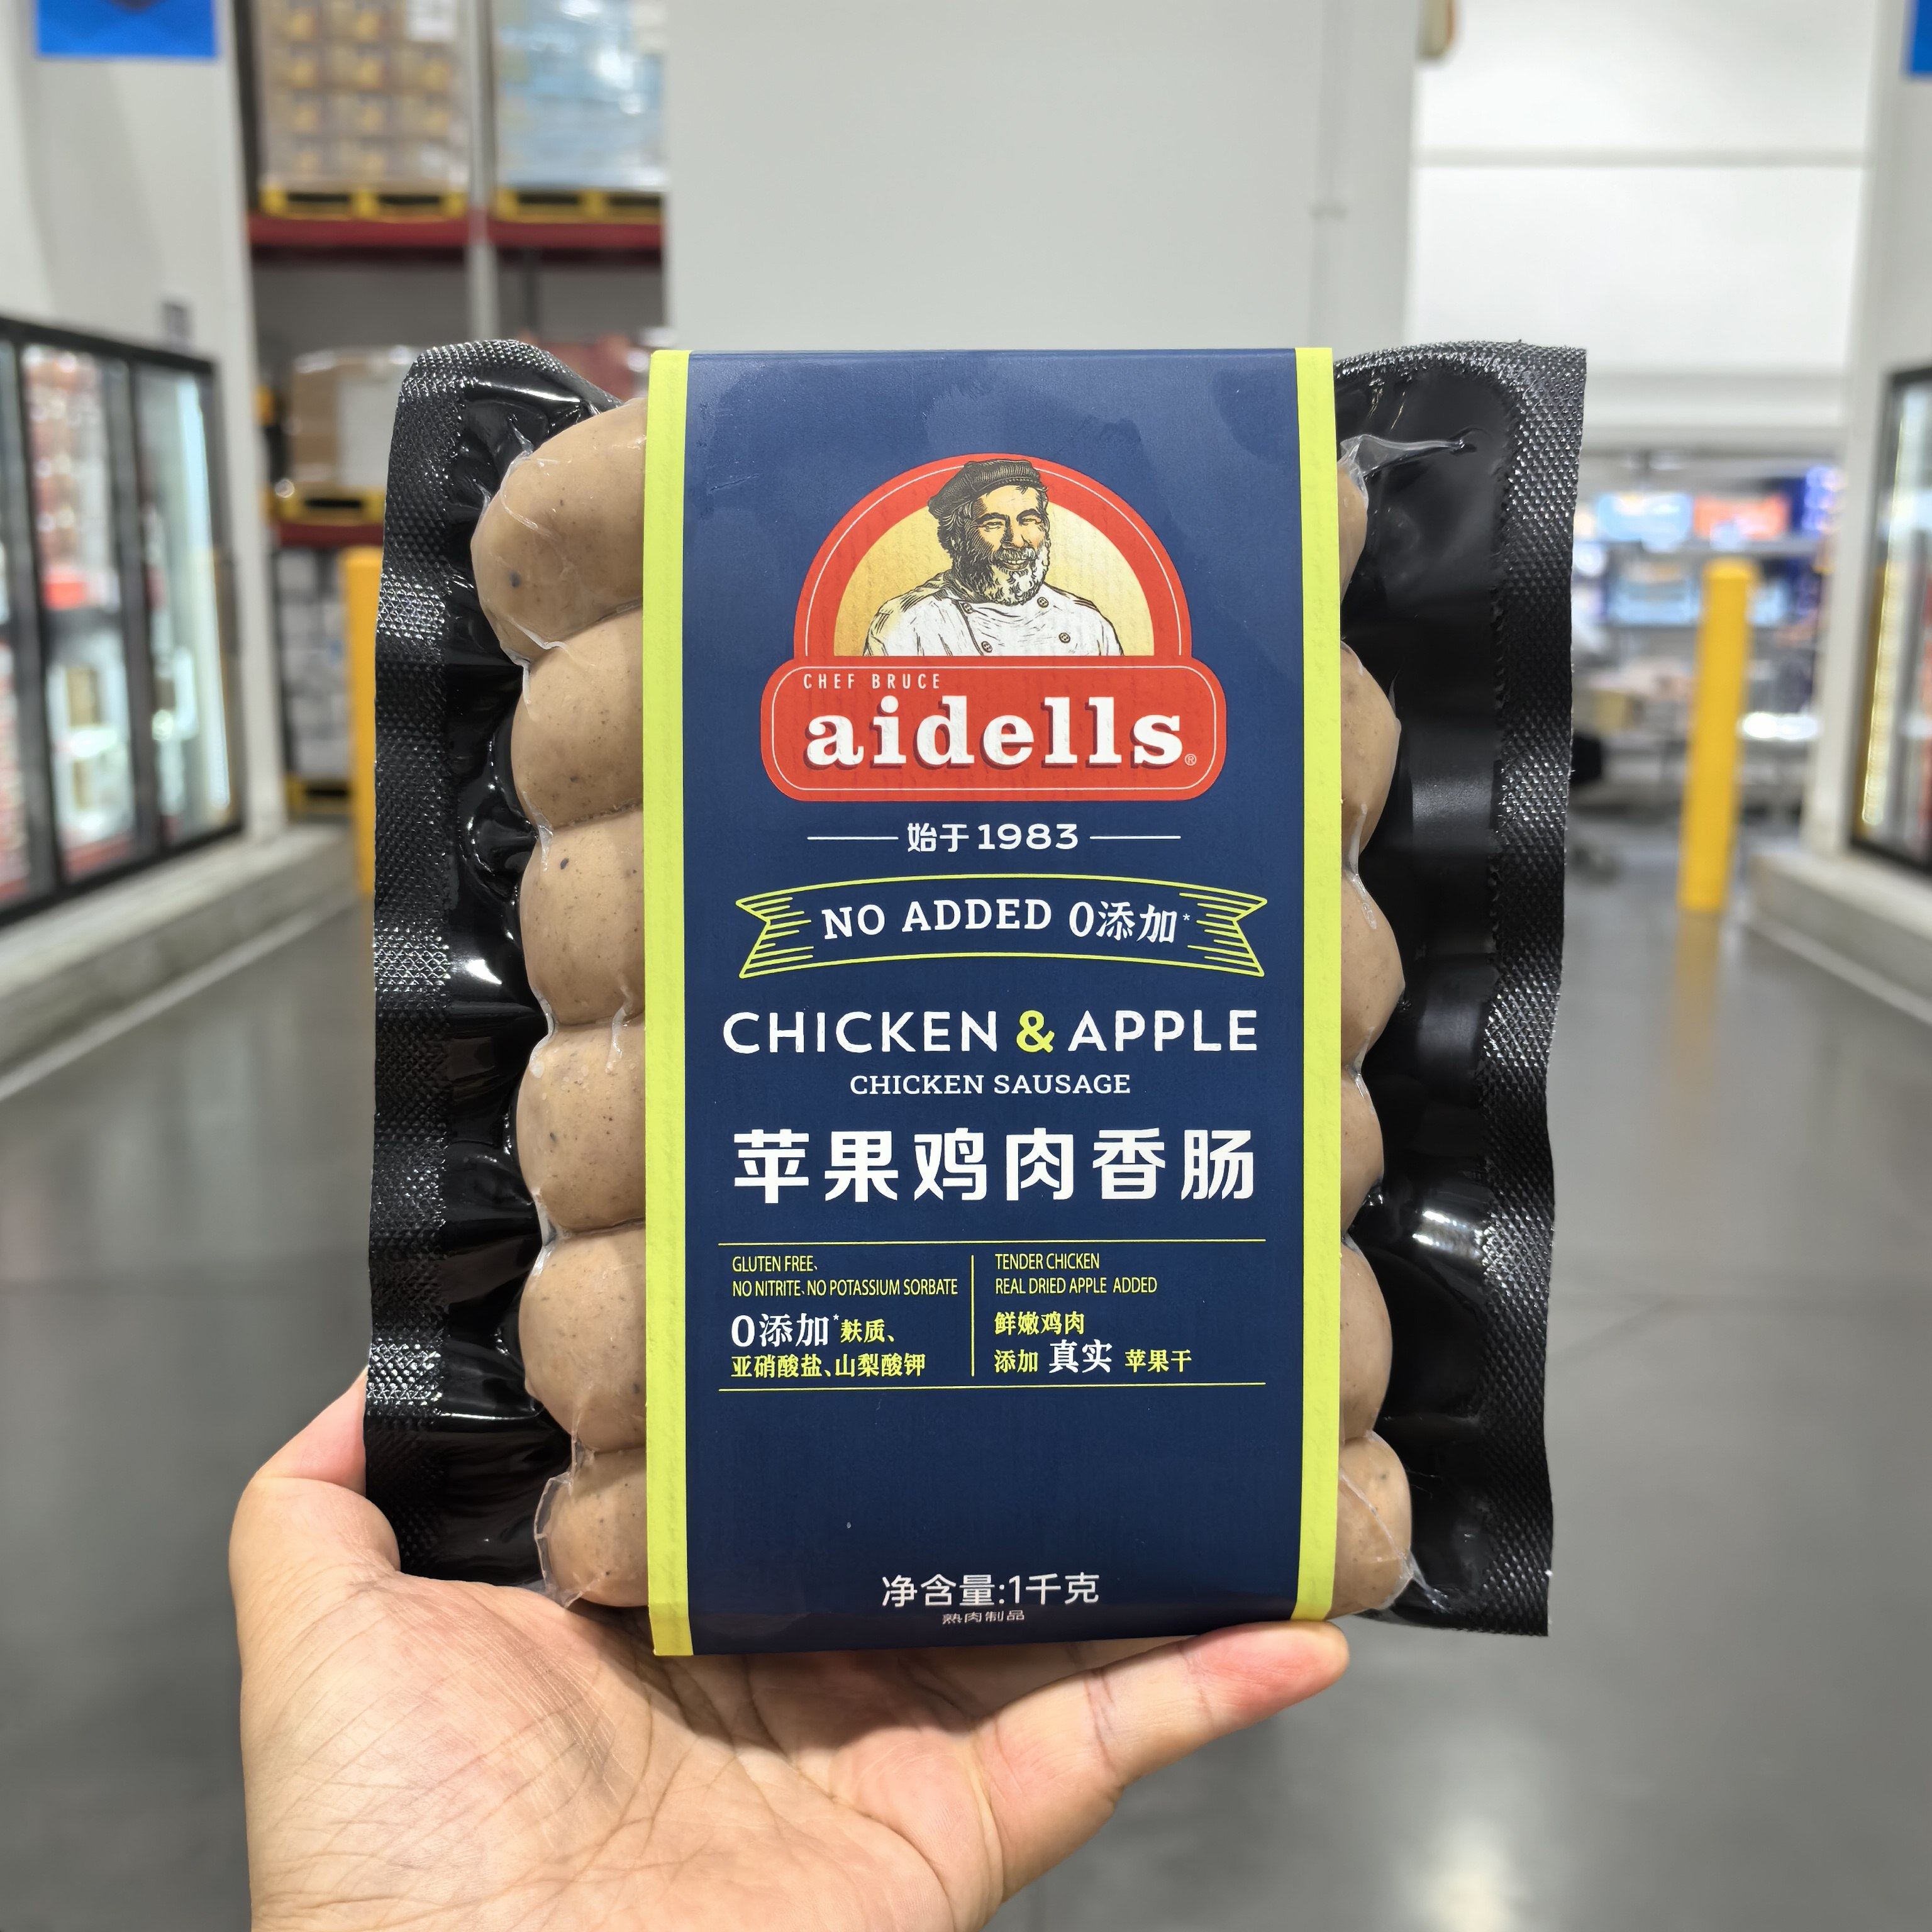 CHEF BRUCE
aidells®
始于1983
NO ADDED 0添加*
CHICKEN & APPLE
CHICKEN SAUSAGE
苹果鸡肉香肠
GLUTEN FREE、
NO NITRITE、NO POTASSIUM SORBATE
0添加*麸质、
亚硝酸盐、山梨酸钾
TENDER CHICKEN
REAL DRIED APPLE ADDED
鲜嫩鸡肉
添加 真实 苹果干
净含量:1千克
熟肉制品